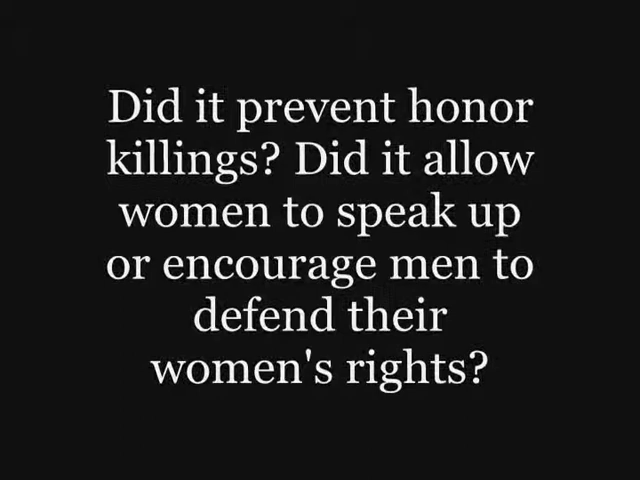 Did it prevent honor
killings? Did it allow
women to speak up
or encourage men to
defend their
women's rights?